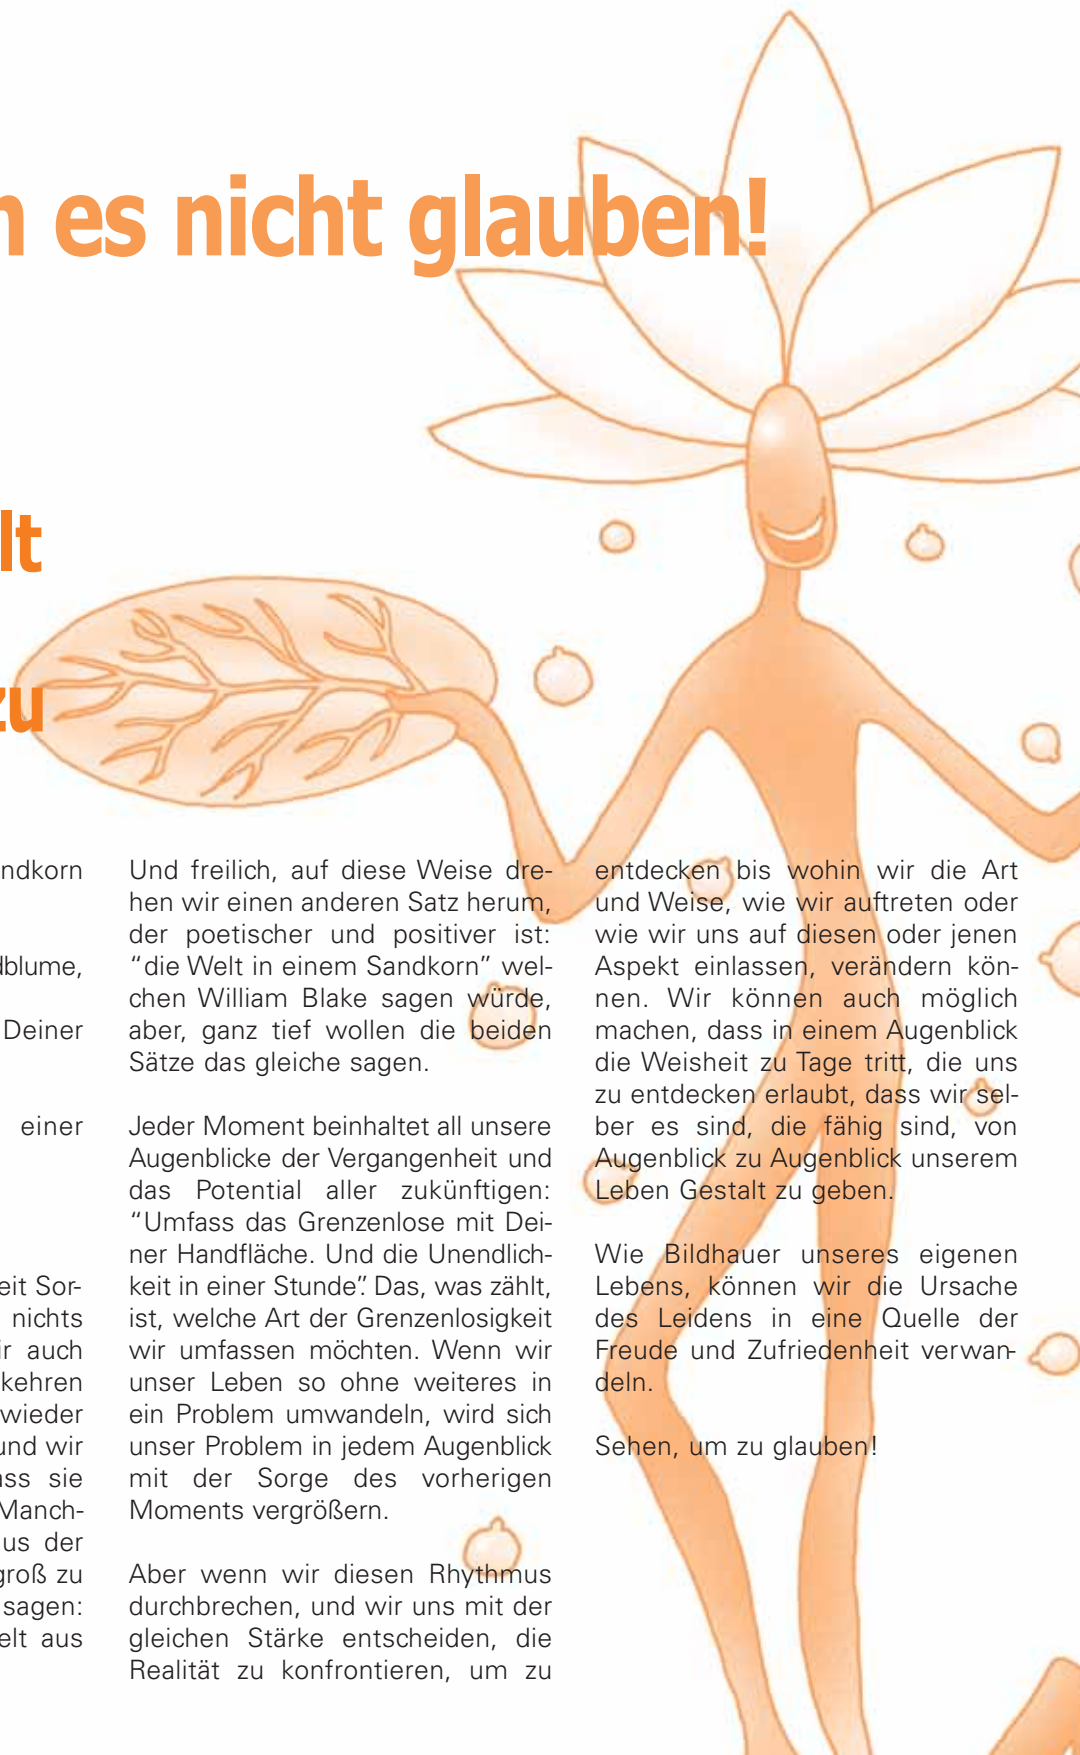 n es nicht glauben!
lt
zu
ndkorn
dblume,
Deiner
einer
eit Sor-
nichts
ir auch
kehren
wieder
und wir
ass sie
Manch-
us der
groß zu
sagen:
elt aus
Und freilich, auf diese Weise dre-
hen wir einen anderen Satz herum,
der poetischer und positiver ist:
“die Welt in einem Sandkorn” wel-
chen William Blake sagen würde,
aber, ganz tief wollen die beiden
Sätze das gleiche sagen.
Jeder Moment beinhaltet all unsere
Augenblicke der Vergangenheit und
das Potential aller zukünftigen:
“Umfass das Grenzenlose mit Dei-
ner Handfläche. Und die Unendlich-
keit in einer Stunde”. Das, was zählt,
ist, welche Art der Grenzenlosigkeit
wir umfassen möchten. Wenn wir
unser Leben so ohne weiteres in
ein Problem umwandeln, wird sich
unser Problem in jedem Augenblick
mit der Sorge des vorherigen
Moments vergrößern.
Aber wenn wir diesen Rhythmus
durchbrechen, und wir uns mit der
gleichen Stärke entscheiden, die
Realität zu konfrontieren, um zu
entdecken bis wohin wir die Art
und Weise, wie wir auftreten oder
wie wir uns auf diesen oder jenen
Aspekt einlassen, verändern kön-
nen. Wir können auch möglich
machen, dass in einem Augenblick
die Weisheit zu Tage tritt, die uns
zu entdecken erlaubt, dass wir sel-
ber es sind, die fähig sind, von
Augenblick zu Augenblick unserem
Leben Gestalt zu geben.
Wie Bildhauer unseres eigenen
Lebens, können wir die Ursache
des Leidens in eine Quelle der
Freude und Zufriedenheit verwan-
deln.
Sehen, um zu glauben!